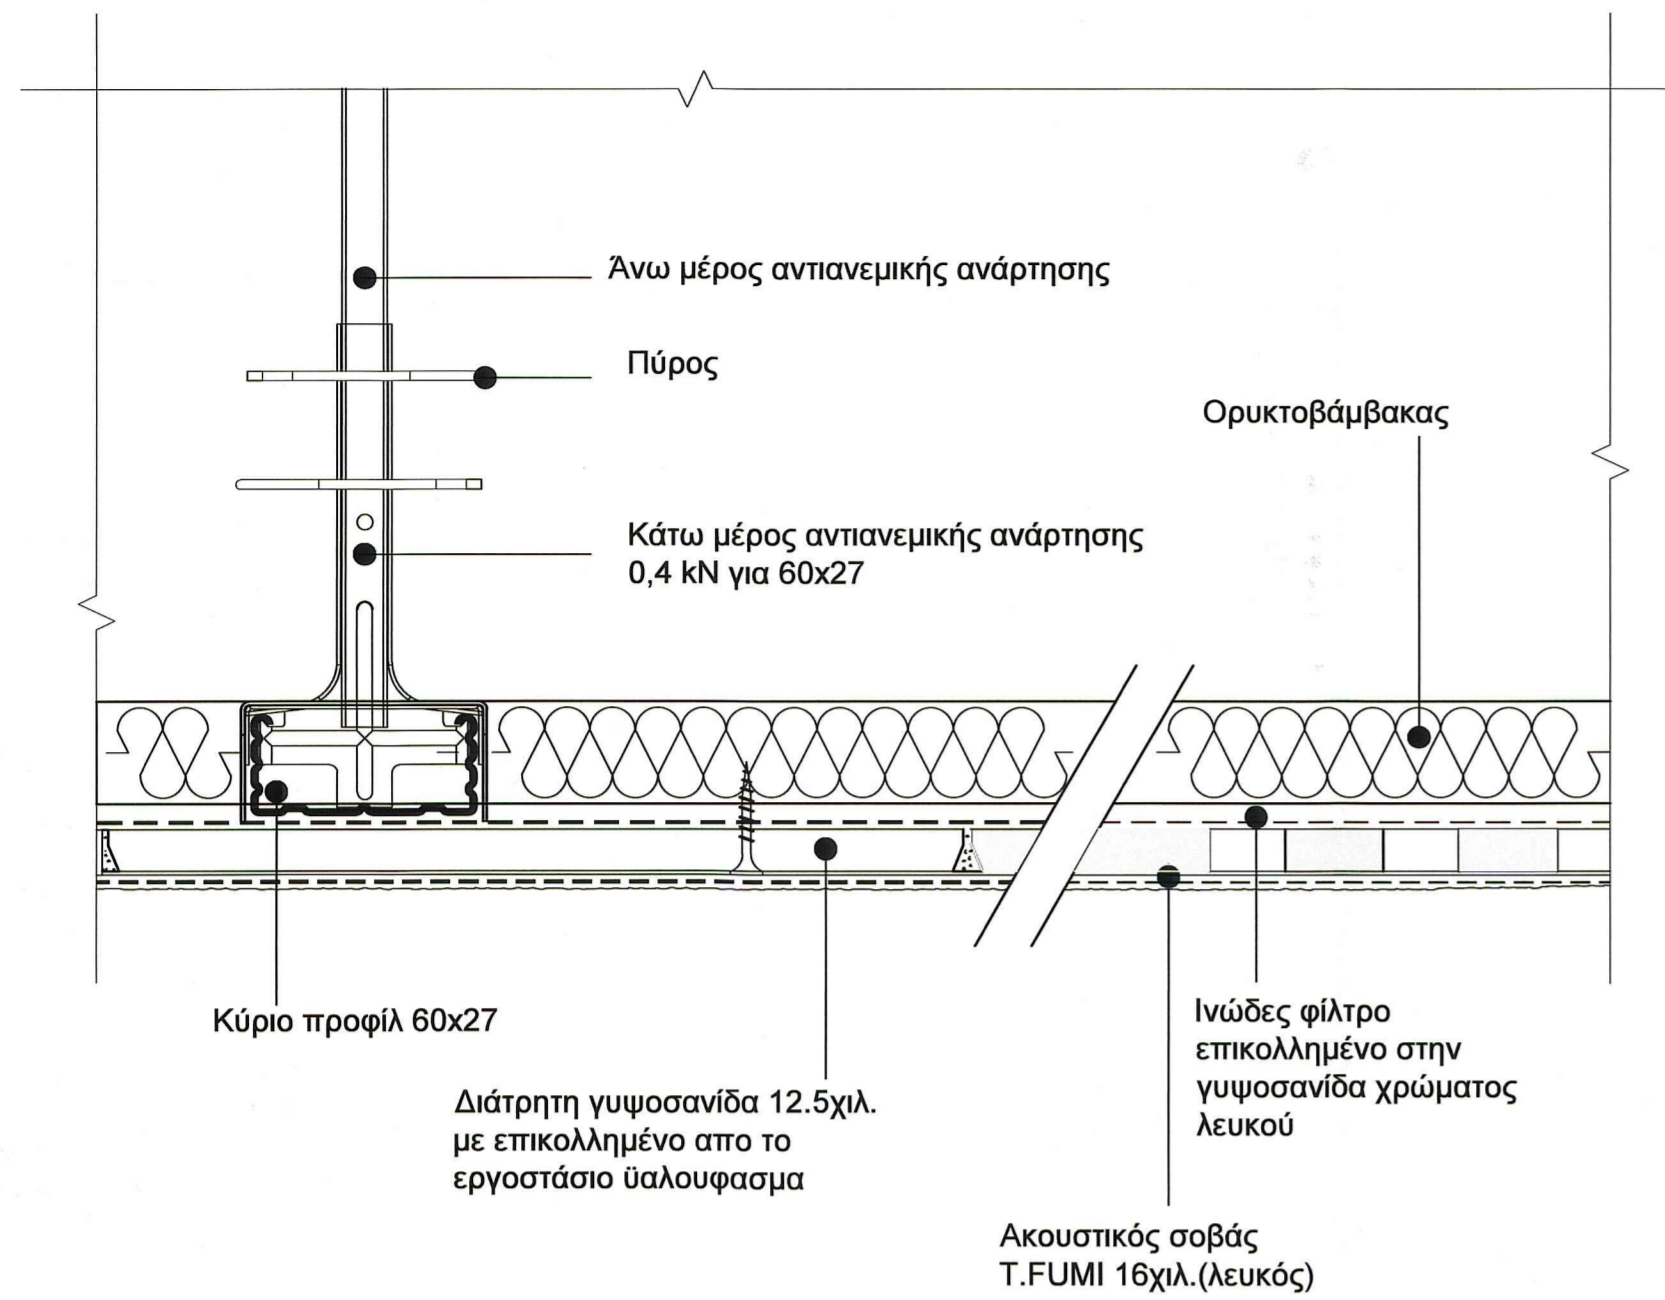 Άνω μέρος αντιανεμικής ανάρτησης
Πύρος
Ορυκτοβάμβακας
Κάτω μέρος αντιανεμικής ανάρτησης
0,4 kN για 60x27
Κύριο προφίλ 60x27
Διάτρητη γυψοσανίδα 12.5χιλ.
με επικολλημένο απο το
εργοστάσιο ϋαλουφασμα
Ινώδες φίλτρο
επικολλημένο στην
γυψοσανίδα χρώματος
λευκού
Ακουστικός σοβάς
T.FUMI 16χιλ.(λευκός)